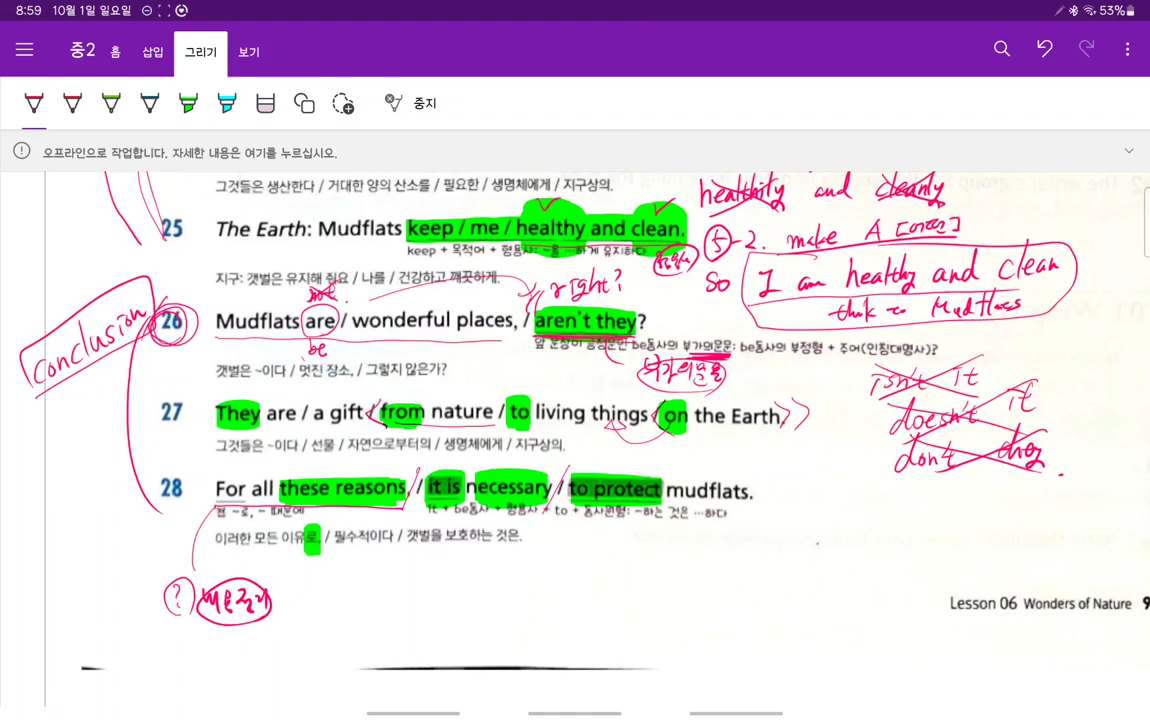 8:59 10월 1일 일요일 53%
중2 홈 삽입 그리기 보기
중지
오프라인으로 작업합니다. 자세한 내용은 여기를 누르십시오.
그것들은 생산한다 / 거대한 양의 산소를 / 필요한 / 생명체에게 / 지구상의.
healthily and cleanly
25 The Earth: Mudflats keep / me / healthy and clean.
keep + 목적어 + 형용사: ~을 …하게 유지하다
⑤-2. make A [이전]
지구: 갯벌은 유지해 줘요 / 나를 / 건강하고 깨끗하게.
so I am healthy and clean
thank to Mudflats
not
right?
26 Mudflats are / wonderful places, / aren't they?
Conclusion
be
앞 문장이 긍정문인 be동사의 부가의문문: be동사의 부정형 + 주어(인칭대명사)?
부가의문문
갯벌은 ~이다 / 멋진 장소, / 그렇지 않은가?
isn't it
doesn't it
don't they
27 They are / a gift / from nature / to living things / on the Earth.
그것들은 ~이다 / 선물 / 자연으로부터의 / 생명체에게 / 지구상의.
28 For all these reasons, / it is necessary / to protect mudflats.
전 ~로, ~ 때문에
it + be동사 + 형용사 + to + 동사원형: ~하는 것은 …하다
이러한 모든 이유로, / 필수적이다 / 갯벌을 보호하는 것은.
?
Lesson 06 Wonders of Nature 9